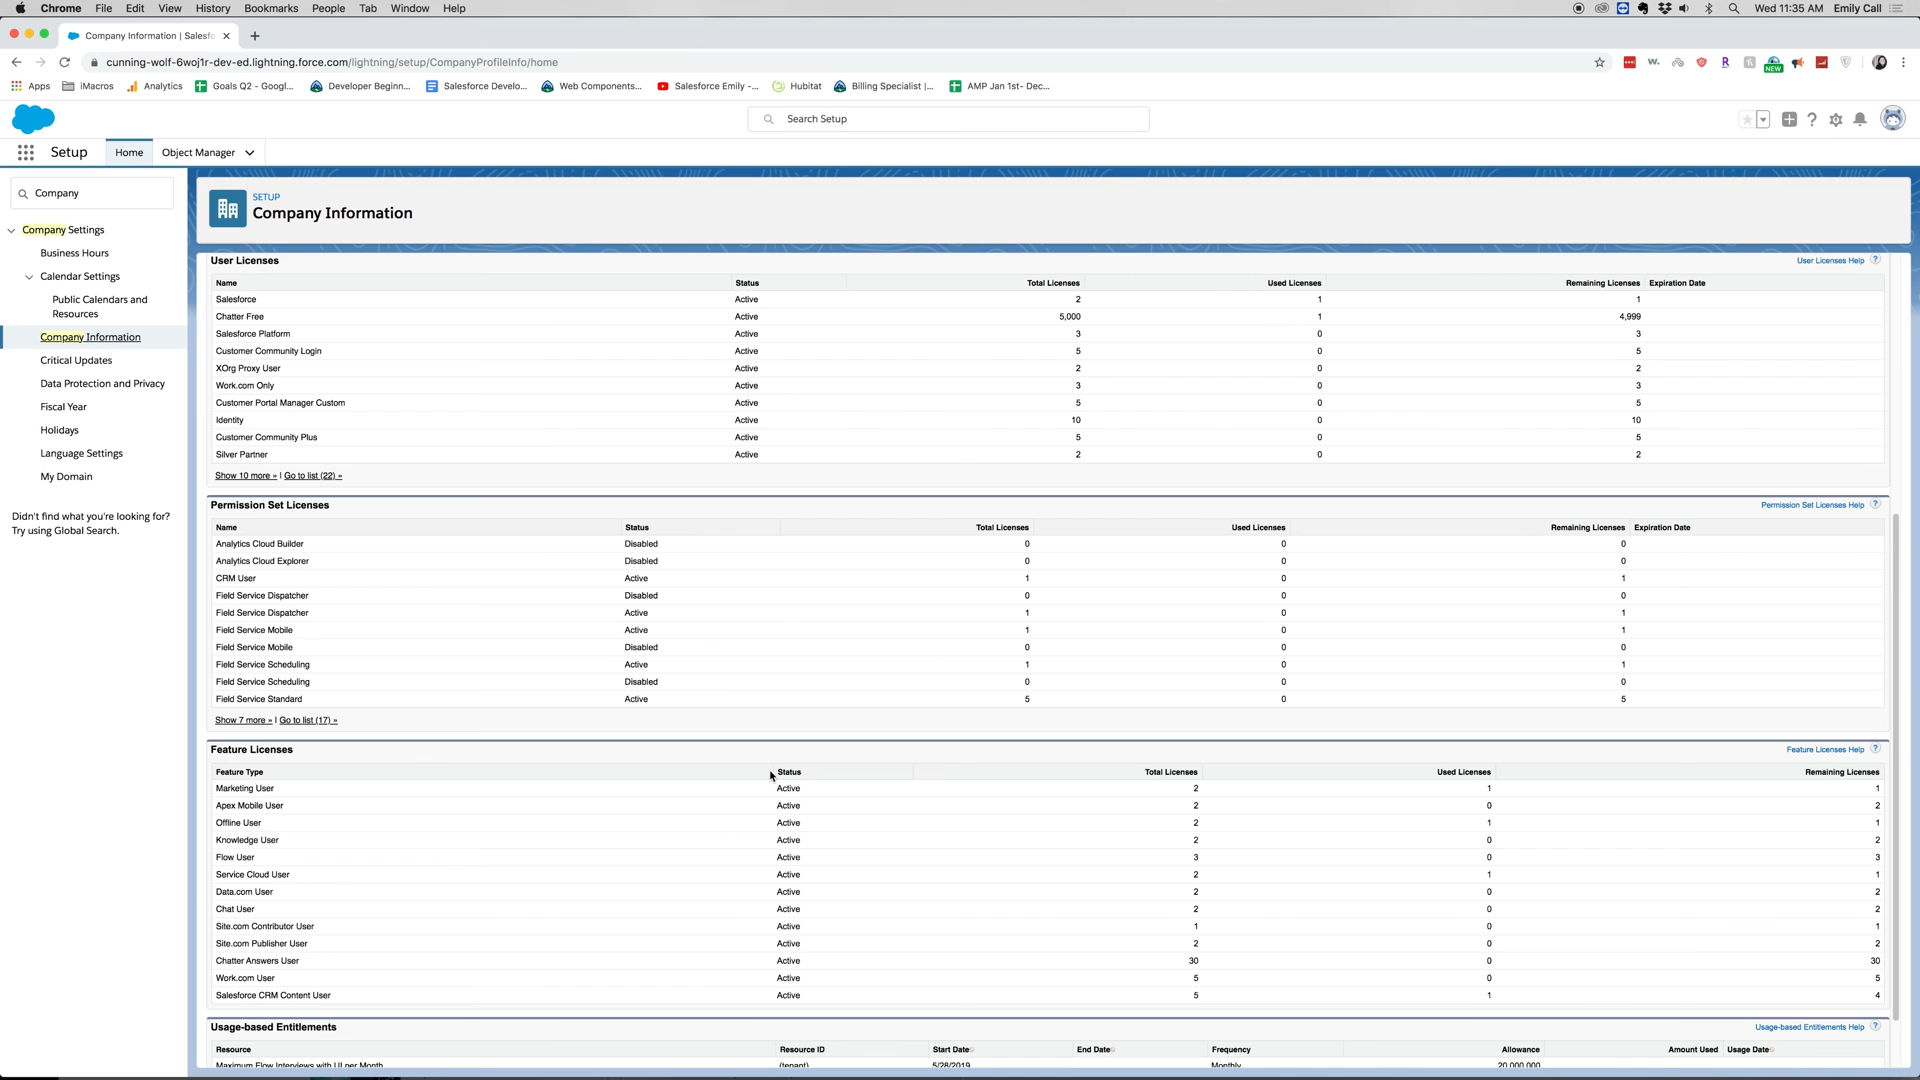 Chrome File Edit View History Bookmarks People Tab Window Help Wed 11:35 AM Emily Call
Company Information | Salesfo
cunning-wolf-6woj1r-dev-ed.lightning.force.com/lightning/setup/CompanyProfileInfo/home
Apps iMacros Analytics Goals Q2 - Googl... Developer Beginn... Salesforce Develo... Web Components... Salesforce Emily -... Hubitat Billing Specialist |... AMP Jan 1st- Dec...
Search Setup
Setup Home Object Manager
Company
Company Settings
Business Hours
Calendar Settings
Public Calendars and
Resources
Company Information
Critical Updates
Data Protection and Privacy
Fiscal Year
Holidays
Language Settings
My Domain
Didn't find what you're looking for?
Try using Global Search.
SETUP
Company Information
User Licenses User Licenses Help ?
Name Status Total Licenses Used Licenses Remaining Licenses Expiration Date
Salesforce Active 2 1 1
Chatter Free Active 5,000 1 4,999
Salesforce Platform Active 3 0 3
Customer Community Login Active 5 0 5
XOrg Proxy User Active 2 0 2
Work.com Only Active 3 0 3
Customer Portal Manager Custom Active 5 0 5
Identity Active 10 0 10
Customer Community Plus Active 5 0 5
Silver Partner Active 2 0 2
Show 10 more » | Go to list (22) »
Permission Set Licenses Permission Set Licenses Help ?
Name Status Total Licenses Used Licenses Remaining Licenses Expiration Date
Analytics Cloud Builder Disabled 0 0 0
Analytics Cloud Explorer Disabled 0 0 0
CRM User Active 1 0 1
Field Service Dispatcher Disabled 0 0 0
Field Service Dispatcher Active 1 0 1
Field Service Mobile Active 1 0 1
Field Service Mobile Disabled 0 0 0
Field Service Scheduling Active 1 0 1
Field Service Scheduling Disabled 0 0 0
Field Service Standard Active 5 0 5
Show 7 more » | Go to list (17) »
Feature Licenses Feature Licenses Help ?
Feature Type Status Total Licenses Used Licenses Remaining Licenses
Marketing User Active 2 1 1
Apex Mobile User Active 2 0 2
Offline User Active 2 1 1
Knowledge User Active 2 0 2
Flow User Active 3 0 3
Service Cloud User Active 2 1 1
Data.com User Active 2 0 2
Chat User Active 2 0 2
Site.com Contributor User Active 1 0 1
Site.com Publisher User Active 2 0 2
Chatter Answers User Active 30 0 30
Work.com User Active 5 0 5
Salesforce CRM Content User Active 5 1 4
Usage-based Entitlements Usage-based Entitlements Help ?
Resource Resource ID Start Date End Date Frequency Allowance Amount Used Usage Date
Maximum Flow Interviews with UI per Month (tenant) 5/28/2019 Monthly 20,000,000